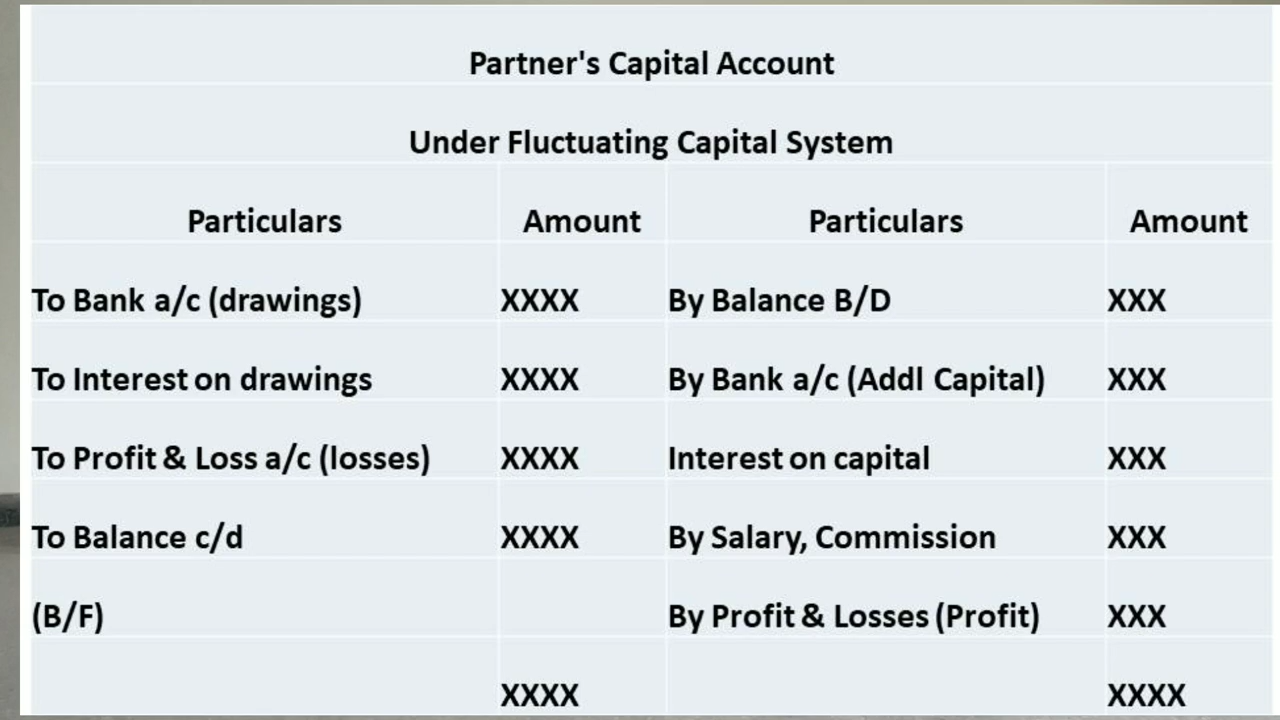 Partner's Capital Account
Under Fluctuating Capital System
Particulars Amount Particulars Amount
To Bank a/c (drawings) XXXX By Balance B/D XXX
To Interest on drawings XXXX By Bank a/c (Addl Capital) XXX
To Profit & Loss a/c (losses) XXXX Interest on capital XXX
To Balance c/d XXXX By Salary, Commission XXX
(B/F) By Profit & Losses (Profit) XXX
XXXX XXXX